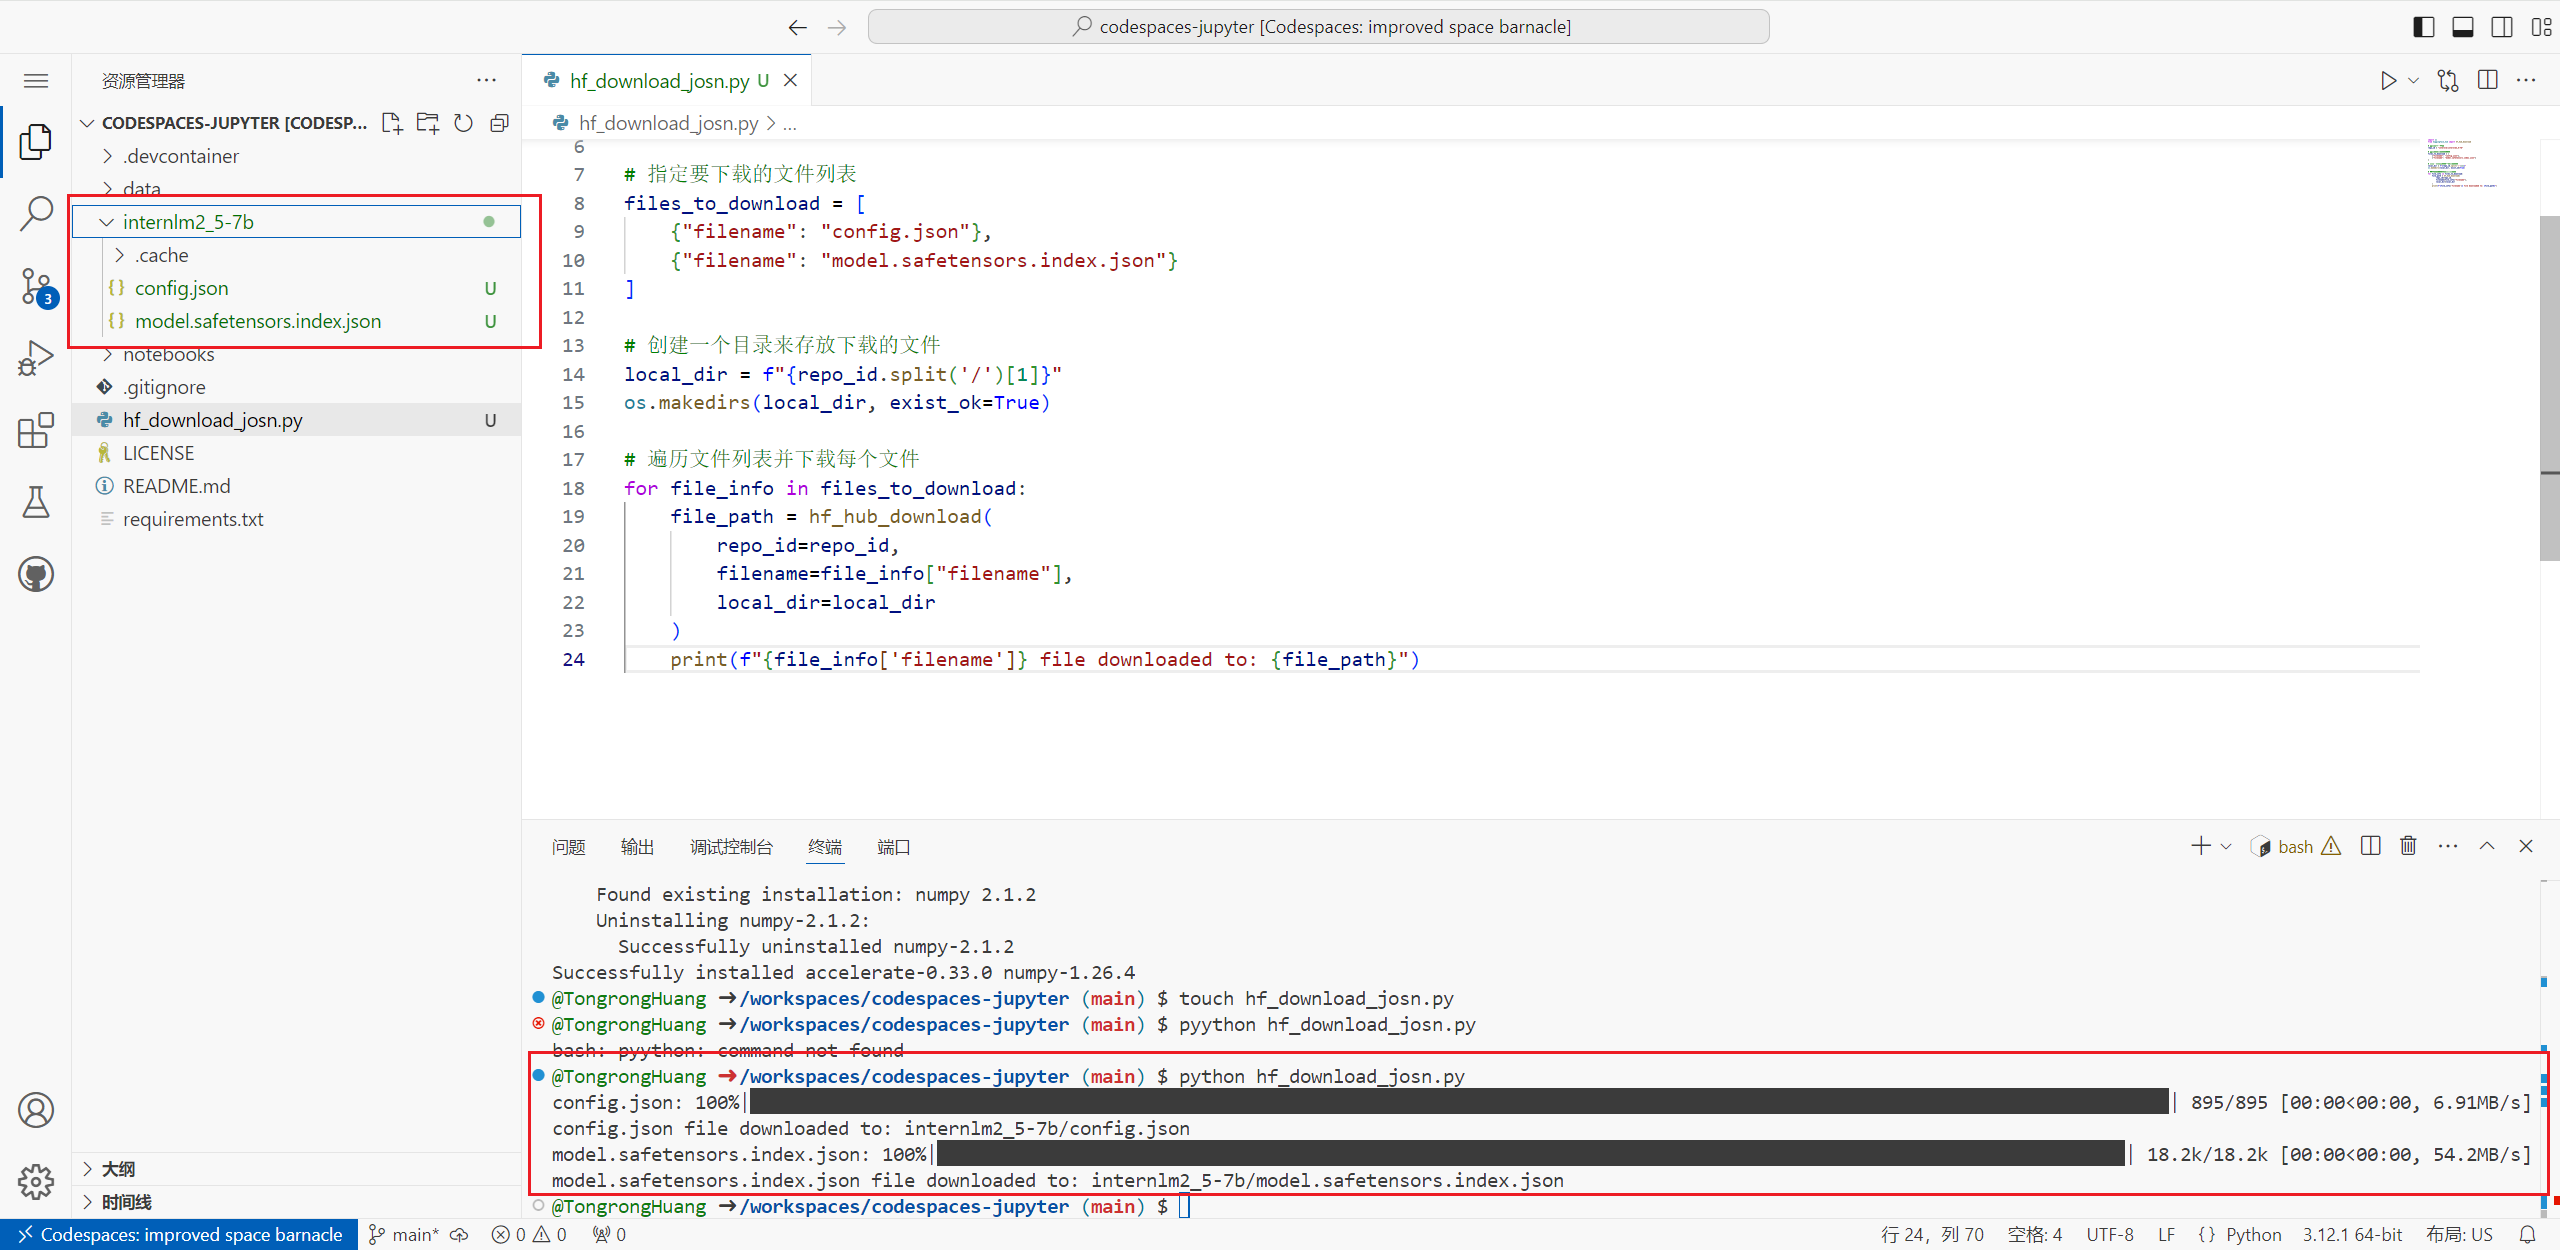 codespaces-jupyter [Codespaces: improved space barnacle]
资源管理器
CODESPACES-JUPYTER [CODESP...
.devcontainer
data
internlm2_5-7b
.cache
config.json U
model.safetensors.index.json U
notebooks
.gitignore
hf_download_josn.py U
LICENSE
README.md
requirements.txt
大纲
时间线
3
hf_download_josn.py U
hf_download_josn.py > ...
6
7 # 指定要下载的文件列表
8 files_to_download = [
9 {"filename": "config.json"},
10 {"filename": "model.safetensors.index.json"}
11 ]
12
13 # 创建一个目录来存放下载的文件
14 local_dir = f"{repo_id.split('/')[1]}"
15 os.makedirs(local_dir, exist_ok=True)
16
17 # 遍历文件列表并下载每个文件
18 for file_info in files_to_download:
19 file_path = hf_hub_download(
20 repo_id=repo_id,
21 filename=file_info["filename"],
22 local_dir=local_dir
23 )
24 print(f"{file_info['filename']} file downloaded to: {file_path}")
问题 输出 调试控制台 终端 端口
bash
Found existing installation: numpy 2.1.2
Uninstalling numpy-2.1.2:
Successfully uninstalled numpy-2.1.2
Successfully installed accelerate-0.33.0 numpy-1.26.4
@TongrongHuang ➜/workspaces/codespaces-jupyter (main) $ touch hf_download_josn.py
@TongrongHuang ➜/workspaces/codespaces-jupyter (main) $ pyython hf_download_josn.py
bash: pyython: command not found
@TongrongHuang ➜/workspaces/codespaces-jupyter (main) $ python hf_download_josn.py
config.json: 100%| | 895/895 [00:00<00:00, 6.91MB/s]
config.json file downloaded to: internlm2_5-7b/config.json
model.safetensors.index.json: 100%| | 18.2k/18.2k [00:00<00:00, 54.2MB/s]
model.safetensors.index.json file downloaded to: internlm2_5-7b/model.safetensors.index.json
@TongrongHuang ➜/workspaces/codespaces-jupyter (main) $
Codespaces: improved space barnacle main* 0 0 0 行 24, 列 70 空格: 4 UTF-8 LF {} Python 3.12.1 64-bit 布局: US